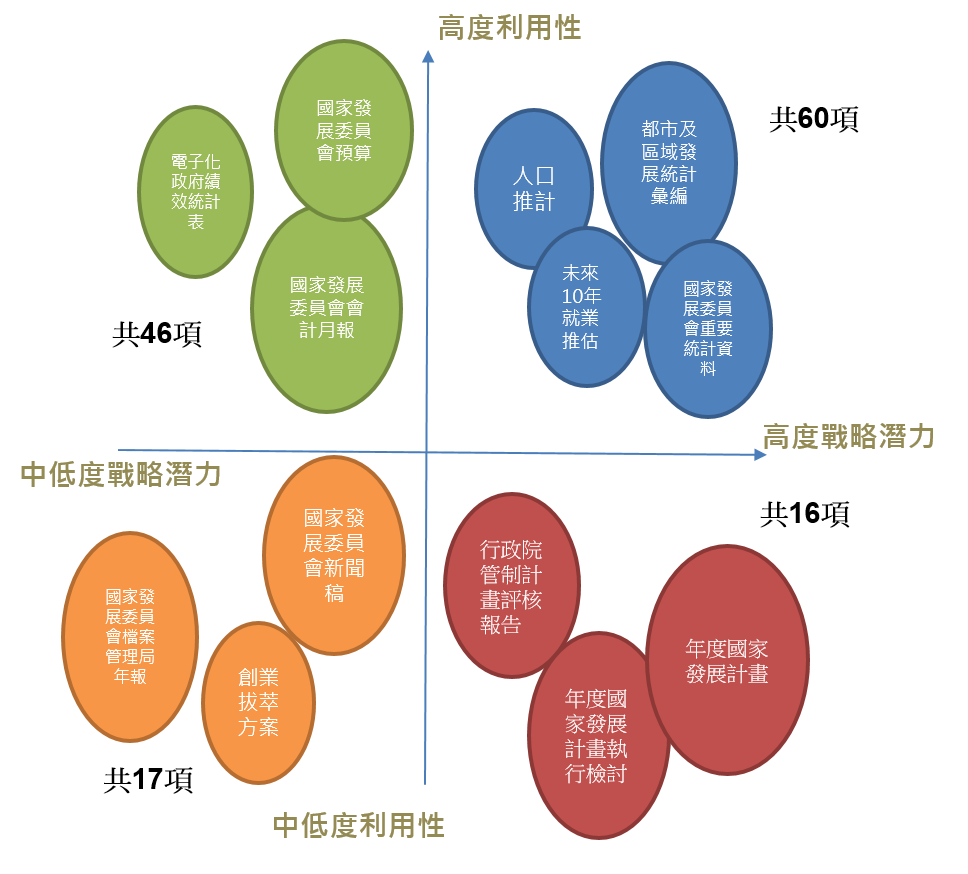 高度利用性
共60項
國家發
展委員
會預算
電子化
政府績
效統計
表
國家發展
委員會會
計月報
共46項
人口
推計
都市及
區域發
展統計
彙編
未來
10年
就業
推估
國家發
展委員
會重要
統計資
料
高度戰略潛力
中低度戰略潛力
共16項
國家發
展委員
會新聞
稿
國家發
展委員
會檔案
管理局
年報
創業
拔萃
方案
共17項
行政院
管制計
畫評核
報告
年度國
家發展
計畫執
行檢討
年度國家
發展計畫
中低度利用性